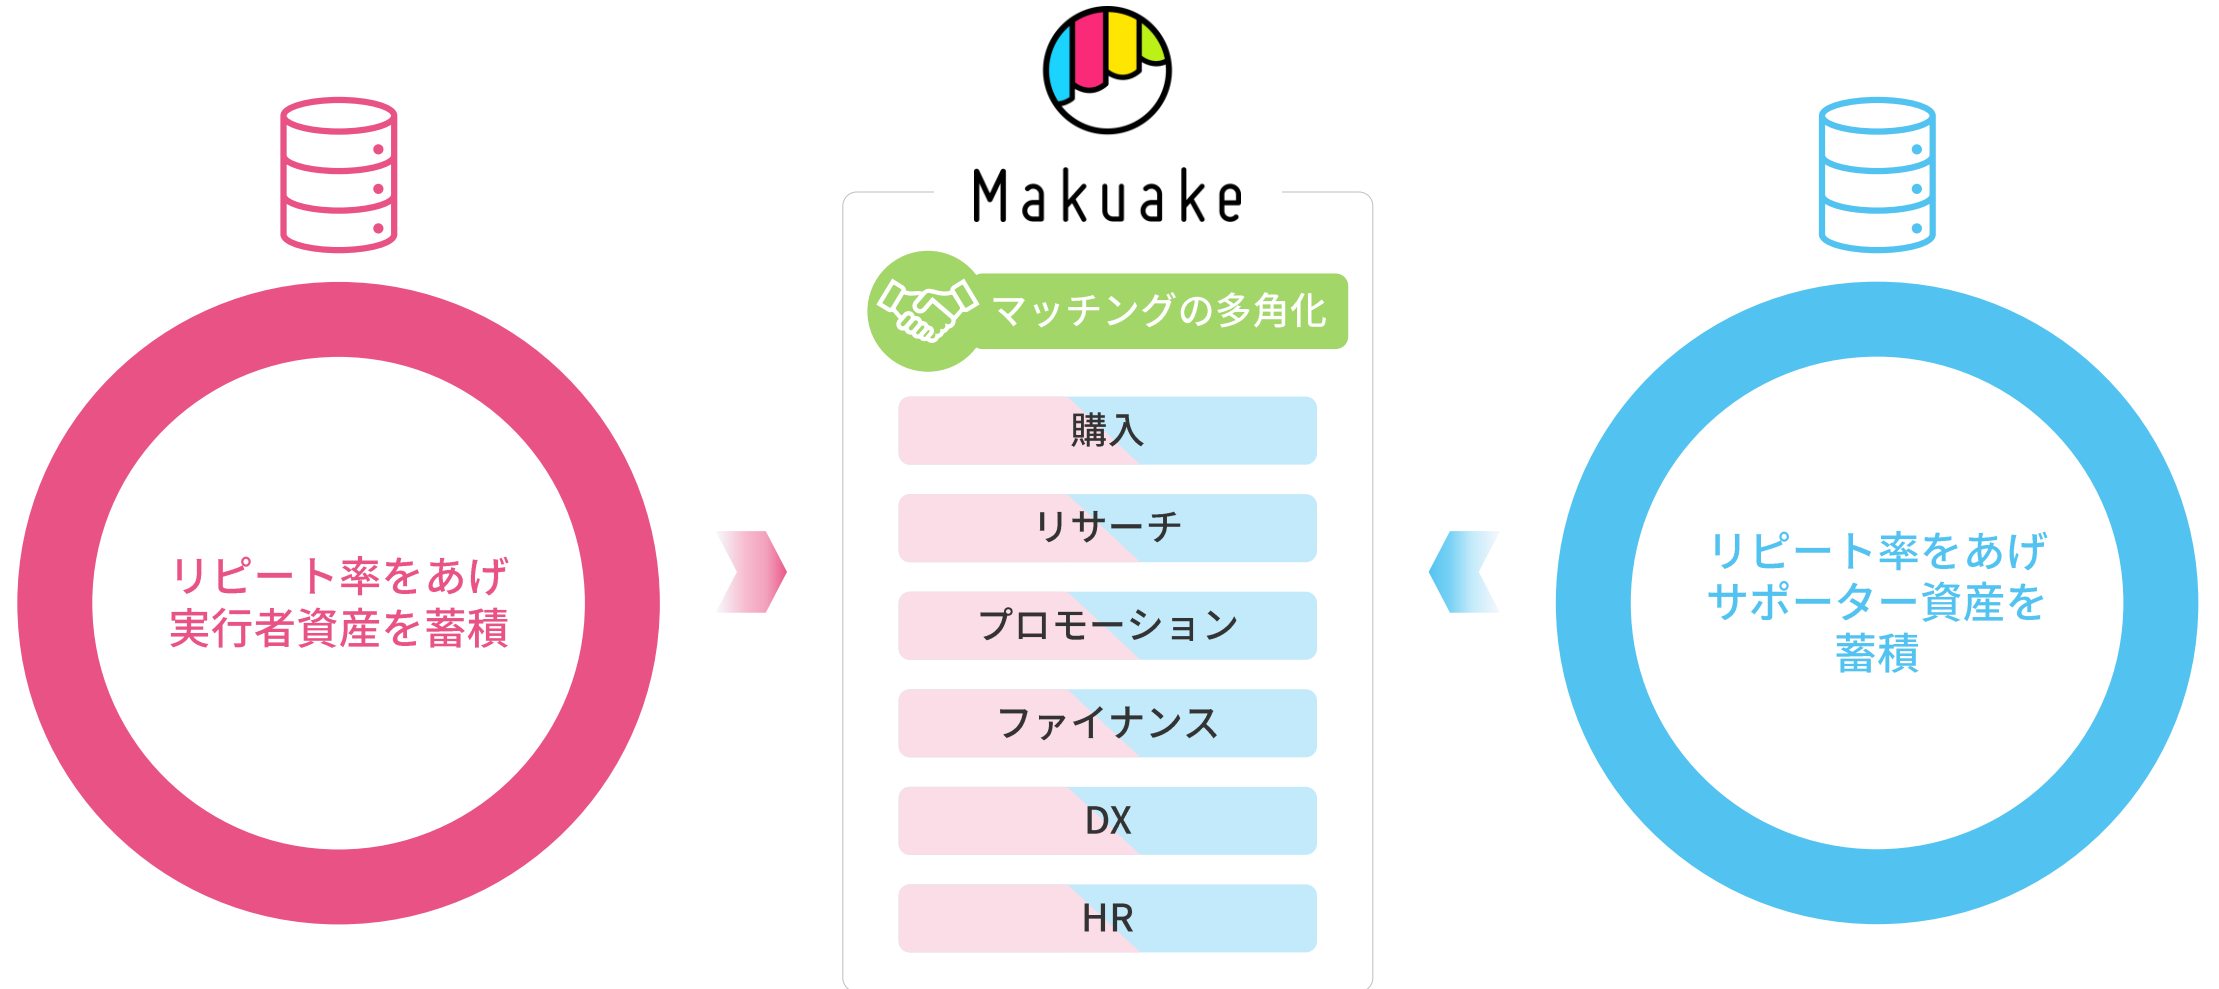 Makuake
マッチングの多角化
購入
リサーチ
プロモーション
ファイナンス
DX
HR
リピート率をあげ
実行者資産を蓄積
リピート率をあげ
サポーター資産を
蓄積